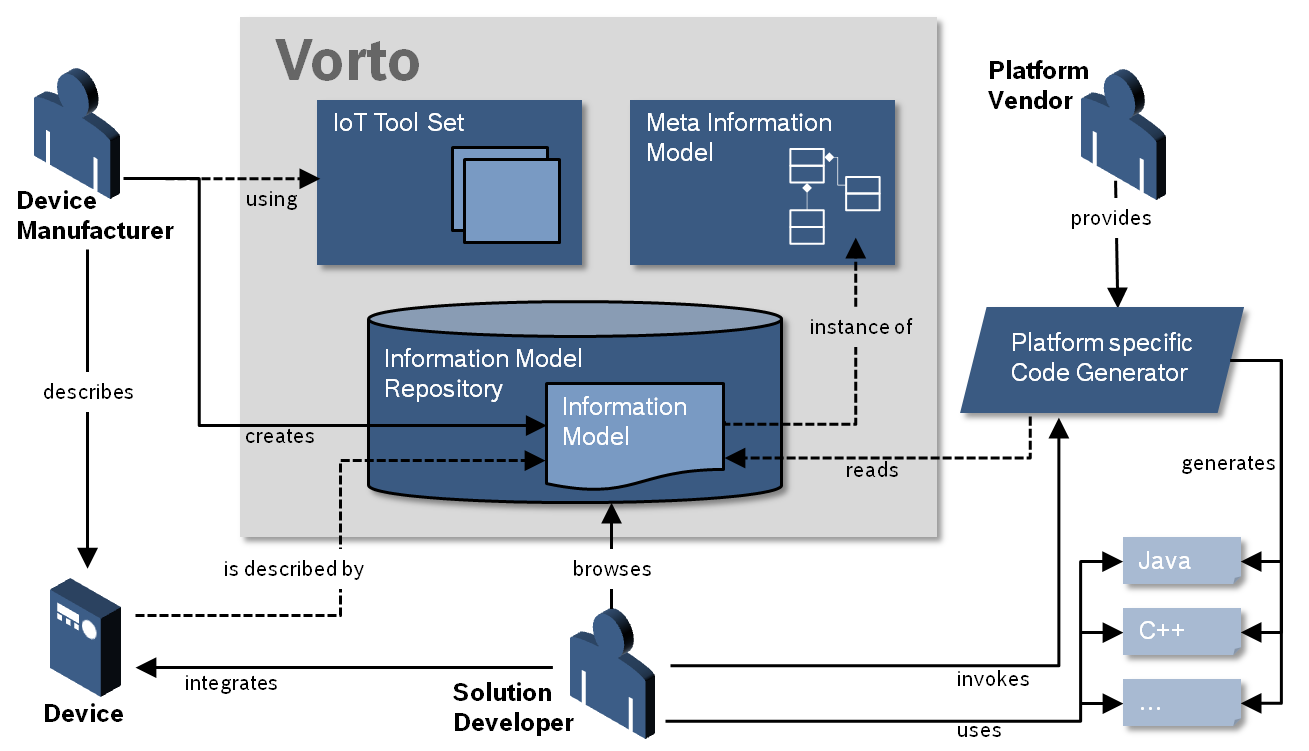 Vorto
IoT Tool Set
Meta Information
Model
Platform
Vendor
using
Device
Manufacturer
provides
instance of
Information Model
Repository
Platform specific
Code Generator
describes
Information
Model
creates
reads
generates
is described by
browses
Java
C++
...
integrates
invokes
Solution
Developer
Device
uses